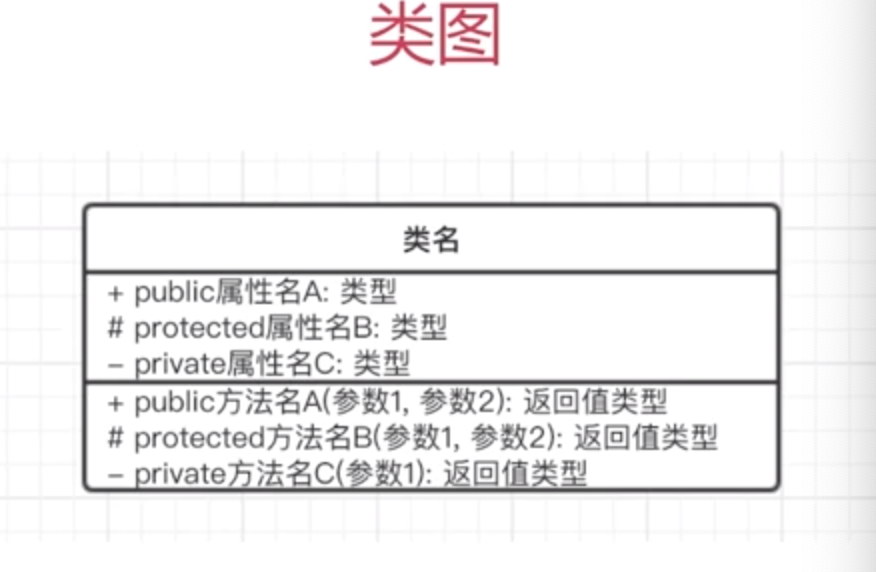 类图
类名
+ public属性名A: 类型
# protected属性名B: 类型
– private属性名C: 类型
+ public方法名A(参数1, 参数2): 返回值类型
# protected方法名B(参数1, 参数2): 返回值类型
– private方法名C(参数1): 返回值类型